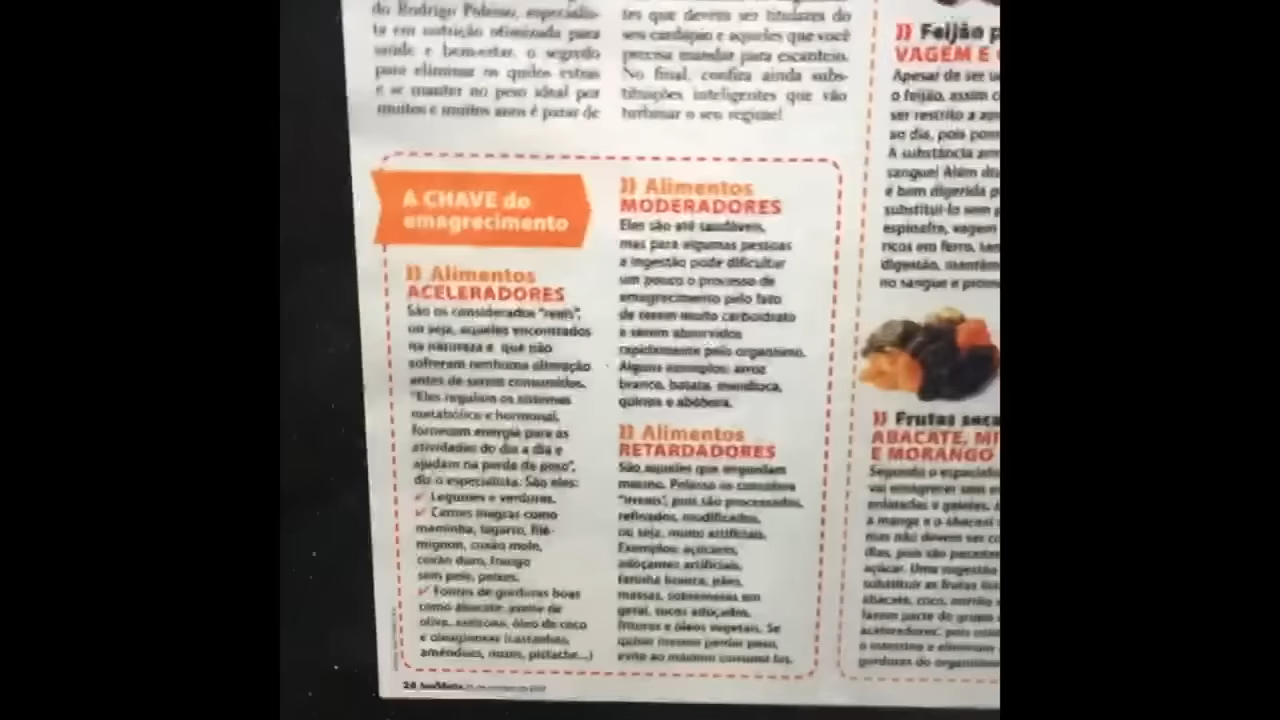 do Rodrigo Polesso, especialis-
ta em nutrição otimizada para
saúde e bem-estar, o segredo
para eliminar os quilos extras
e se manter no peso ideal por
muitos e muitos anos é parar de
tes que devem ser titulares do
seu cardápio e aqueles que você
precisa mandar para escanteio.
No final, confira ainda subs-
tituições inteligentes que vão
turbinar o seu regime!
A CHAVE do
emagrecimento
Alimentos
ACELERADORES
São os considerados "reais",
ou seja, aqueles encontrados
na natureza e que não
sofreram nenhuma alteração
antes de serem consumidos.
"Eles regulam os sistemas
metabólico e hormonal,
fornecem energia para as
atividades do dia a dia e
ajudam na perda de peso",
diz o especialista. São eles:
✓ Legumes e verduras.
✓ Carnes magras como
maminha, lagarto, filé-
mignon, coxão mole,
coxão duro, frango
sem pele, peixes.
✓ Fontes de gorduras boas
como abacate, azeite de
oliva, óleo de coco
e oleaginosas (castanhas,
amêndoas, nozes, pistache...)
Alimentos
MODERADORES
Eles são até saudáveis,
mas para algumas pessoas
a ingestão pode dificultar
um pouco o processo de
emagrecimento pelo fato
de terem muito carboidrato
e serem absorvidos
rapidamente pelo organismo.
Alguns exemplos: arroz
branco, batata, mandioca,
quinoa e abóbora.
Alimentos
RETARDADORES
São aqueles que engordam
mesmo. Polesso os considera
"irreais", pois são processados,
refinados, modificados,
ou seja, muito artificiais.
Exemplos: açúcares,
adoçantes artificiais,
farinha branca, pães,
massas, sobremesas em
geral, sucos adoçados,
frituras e óleos vegetais. Se
quiser mesmo perder peso,
evite ao máximo consumi-los.
Feijão p
VAGEM E
Apesar de ser u
o feijão, assim c
ser restrito a
ao dia, pois
A substância
sangue! Além
é bem digerida p
substituí-lo sem
espinafre, vagem
ricos em ferro,
digestão,
no sangue e
Frutas seca
ABACATE, MI
E MORANGO
Segundo o especialis
vai emagrecer
enlatadas e geleias,
a manga e o abacaxi
mas não devem ser co
dias, pois são
açúcar. Uma sugestão
substituir as frutas
abacate, coco,
fazem parte do grupo
aceleradores, pois
o intestino e eliminam
gorduras do organismo
26